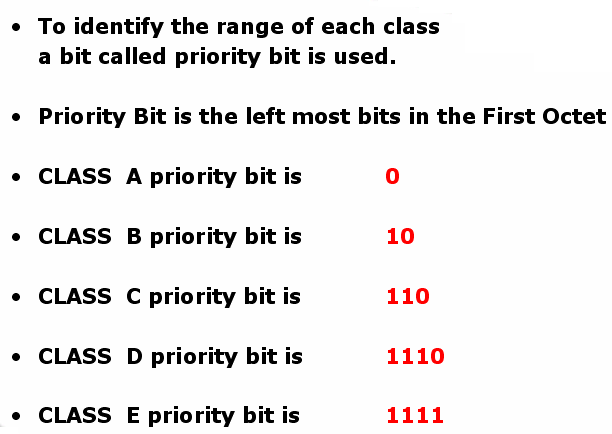 • To identify the range of each class
a bit called priority bit is used.
• Priority Bit is the left most bits in the First Octet
• CLASS A priority bit is 0
• CLASS B priority bit is 10
• CLASS C priority bit is 110
• CLASS D priority bit is 1110
• CLASS E priority bit is 1111